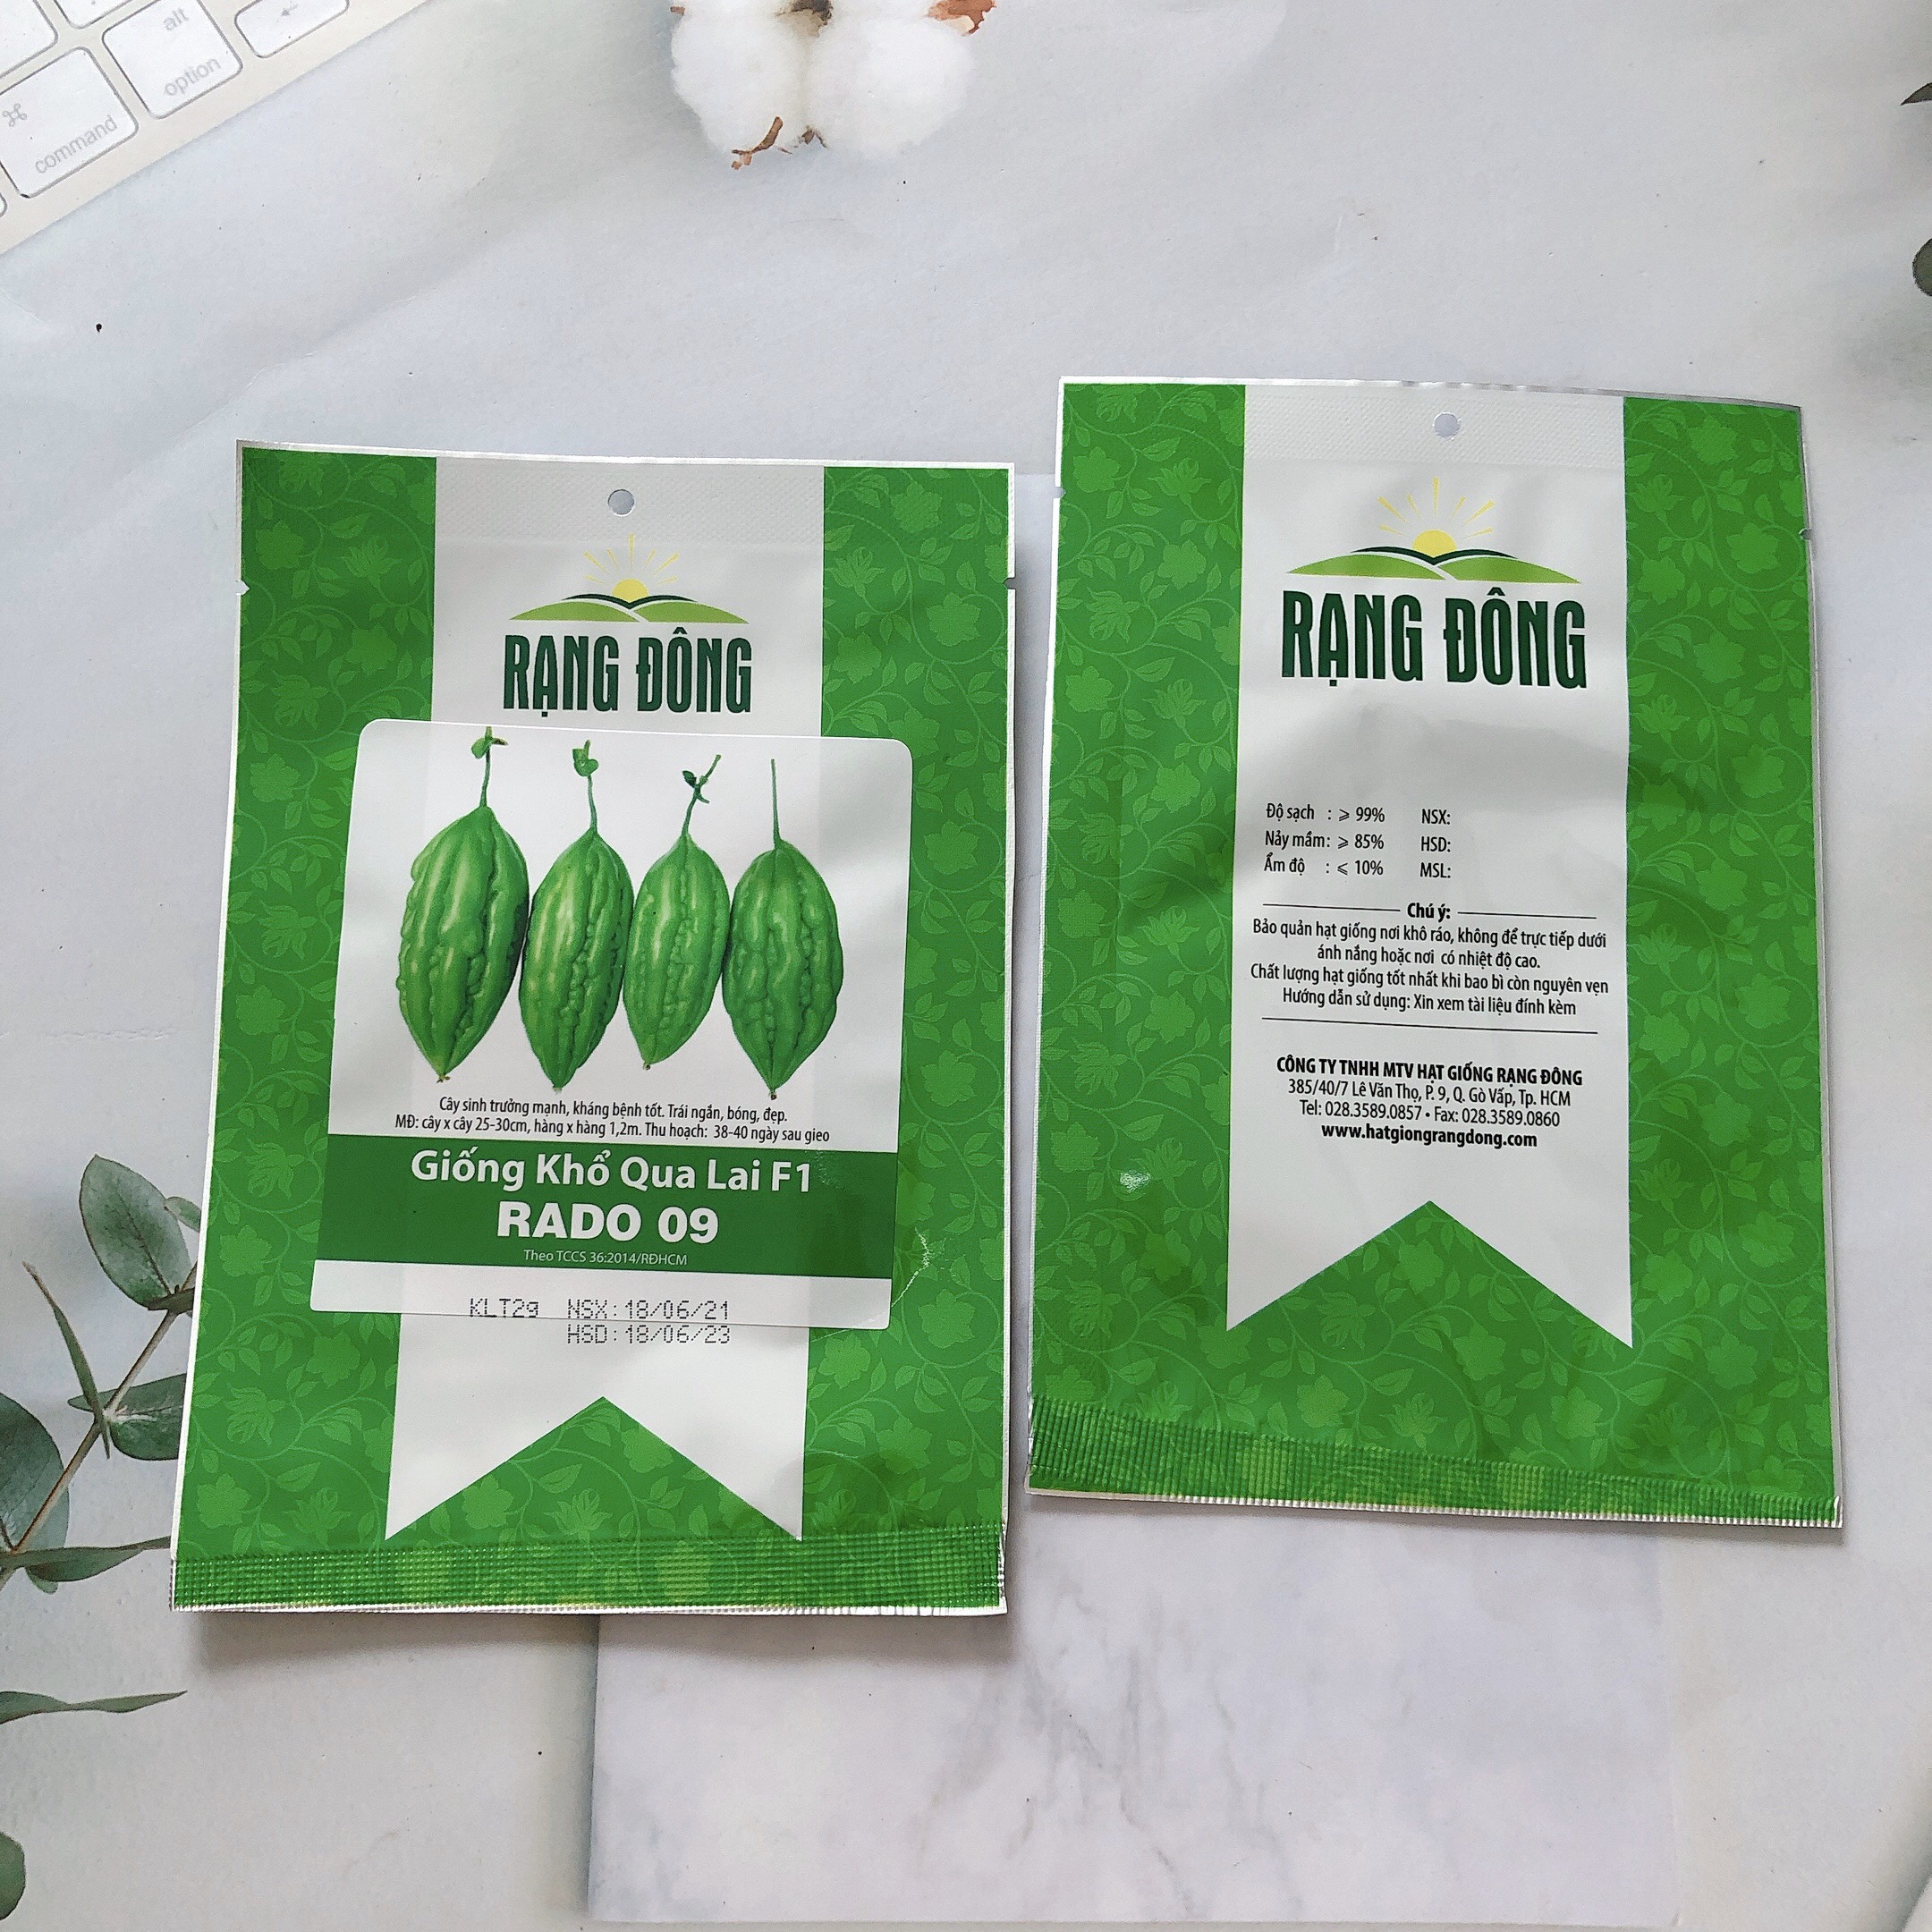 alt
option
⌘
command
RẠNG ĐÔNG
Cây sinh trưởng mạnh, kháng bệnh tốt. Trái ngắn, bóng, đẹp.
MĐ: cây x cây 25-30cm, hàng x hàng 1,2m. Thu hoạch: 38-40 ngày sau gieo
Giống Khổ Qua Lai F1
RADO 09
Theo TCCS 36:2014/RĐHCM
KLT2g NSX:18/06/21
HSD:18/06/23
RẠNG ĐÔNG
Độ sạch : ⩾ 99% NSX:
Nảy mầm: ⩾ 85% HSD:
Ẩm độ : ⩽ 10% MSL:
Chú ý:
Bảo quản hạt giống nơi khô ráo, không để trực tiếp dưới
ánh nắng hoặc nơi có nhiệt độ cao.
Chất lượng hạt giống tốt nhất khi bao bì còn nguyên vẹn
Hướng dẫn sử dụng: Xin xem tài liệu đính kèm
CÔNG TY TNHH MTV HẠT GIỐNG RẠNG ĐÔNG
385/40/7 Lê Văn Thọ, P. 9, Q. Gò Vấp, Tp. HCM
Tel: 028.3589.0857 • Fax: 028.3589.0860
www.hatgiongrangdong.com